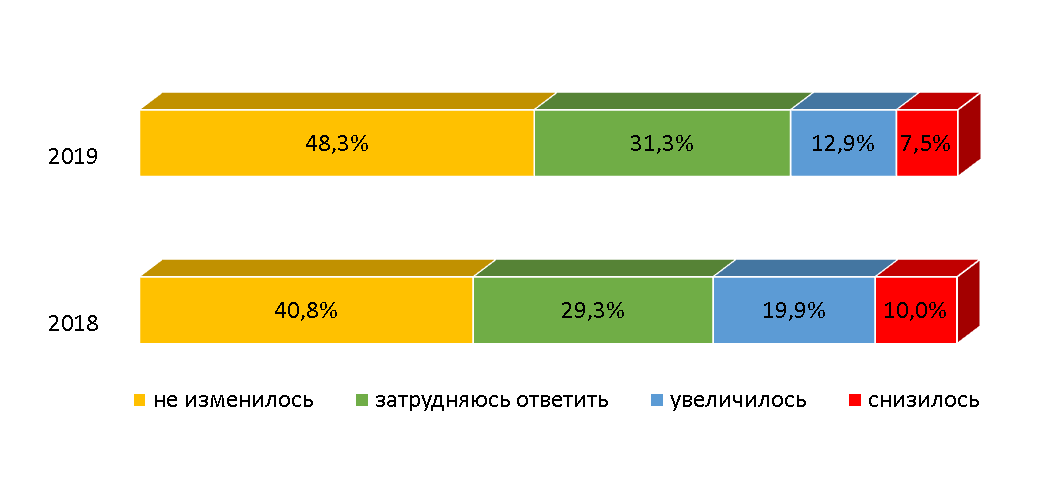 2019 48,3% 31,3% 12,9% 7,5%
2018 40,8% 29,3% 19,9% 10,0%
не изменилось затрудняюсь ответить увеличилось снизилось